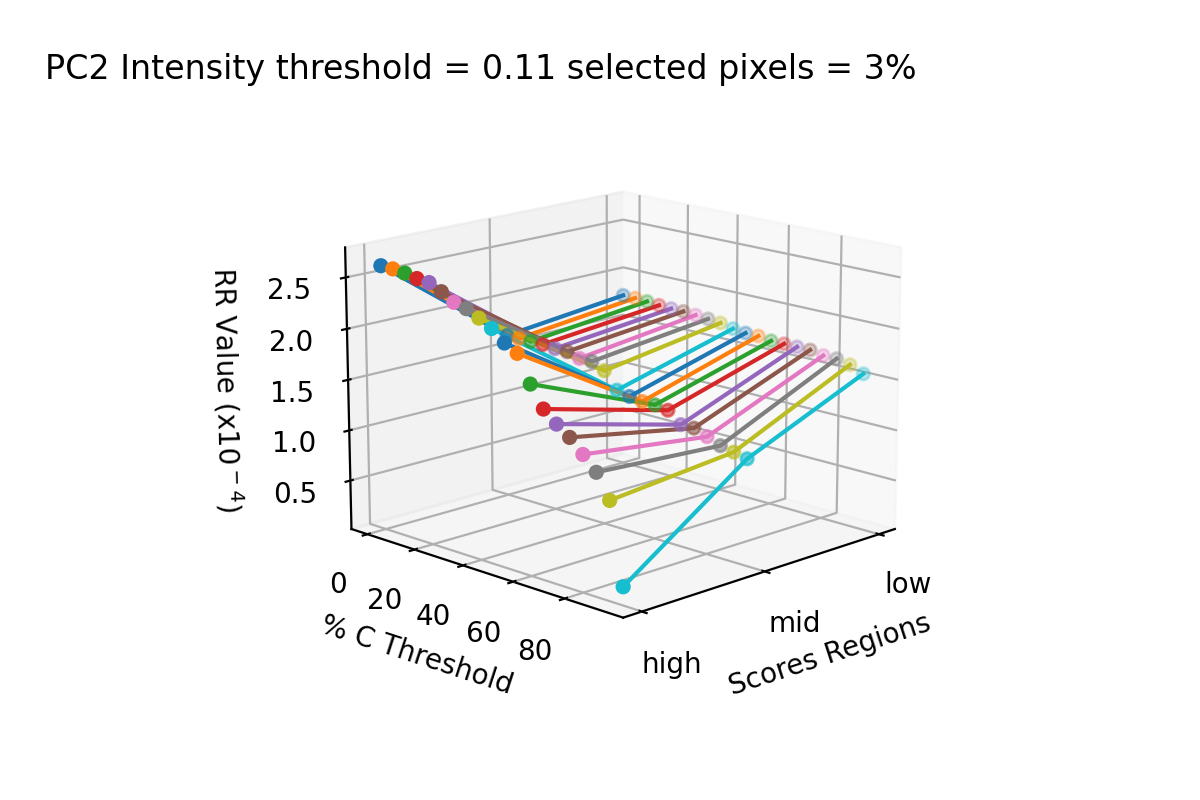 PC2 Intensity threshold = 0.11 selected pixels = 3%
2.5
2.0
1.5
1.0
0.5
RR Value (x10⁻⁴)
0
20
40
60
80
% C Threshold
high
mid
low
Scores Regions